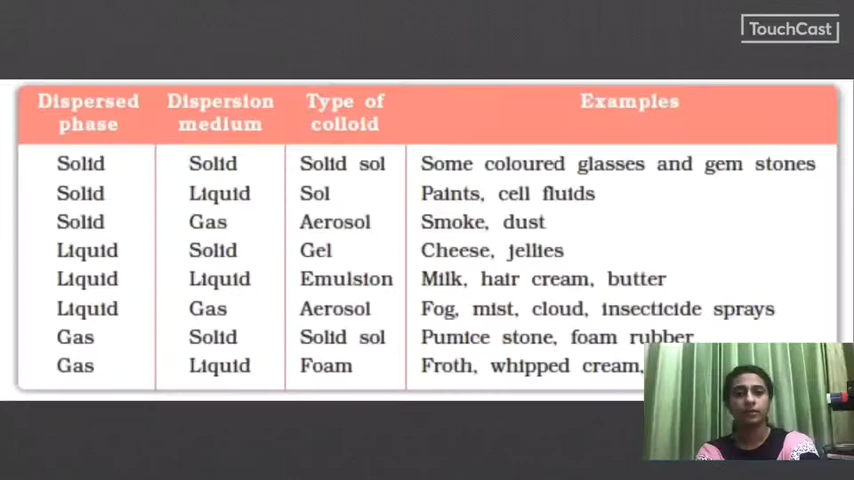 TouchCast
Dispersed phase Dispersion medium Type of colloid Examples
Solid Solid Solid sol Some coloured glasses and gem stones
Solid Liquid Sol Paints, cell fluids
Solid Gas Aerosol Smoke, dust
Liquid Solid Gel Cheese, jellies
Liquid Liquid Emulsion Milk, hair cream, butter
Liquid Gas Aerosol Fog, mist, cloud, insecticide sprays
Gas Solid Solid sol Pumice stone, foam rubber
Gas Liquid Foam Froth, whipped cream,